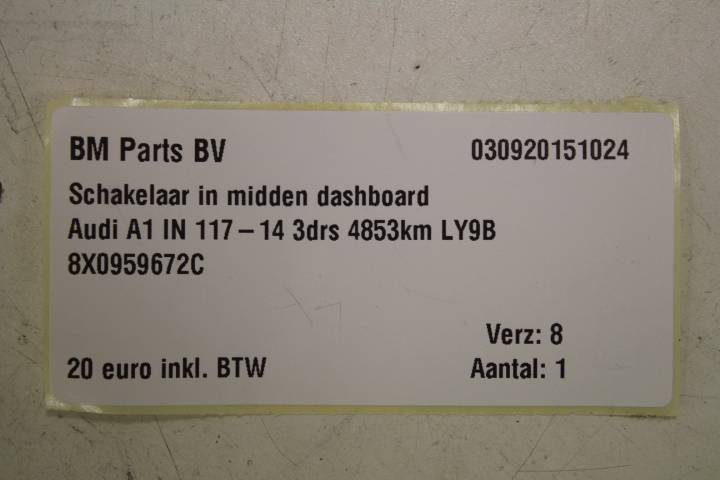 BM Parts BV 030920151024
Schakelaar in midden dashboard
Audi A1 IN 117 – 14 3drs 4853km LY9B
8X0959672C
Verz: 8
20 euro inkl. BTW Aantal: 1